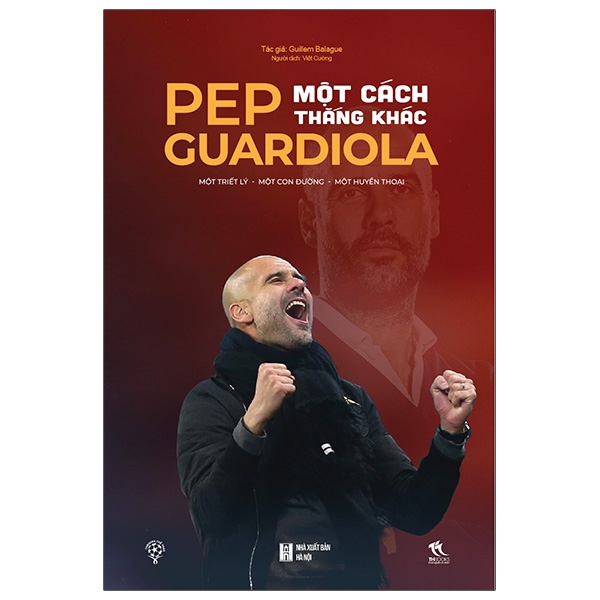 Tác giả: Guillem Balague
Người dịch: Việt Cường
PEP MỘT CÁCH
THẮNG KHÁC
GUARDIOLA
MỘT TRIẾT LÝ - MỘT CON ĐƯỜNG - MỘT HUYỀN THOẠI
NHÀ XUẤT BẢN
HÀ NỘI
THBOOKS